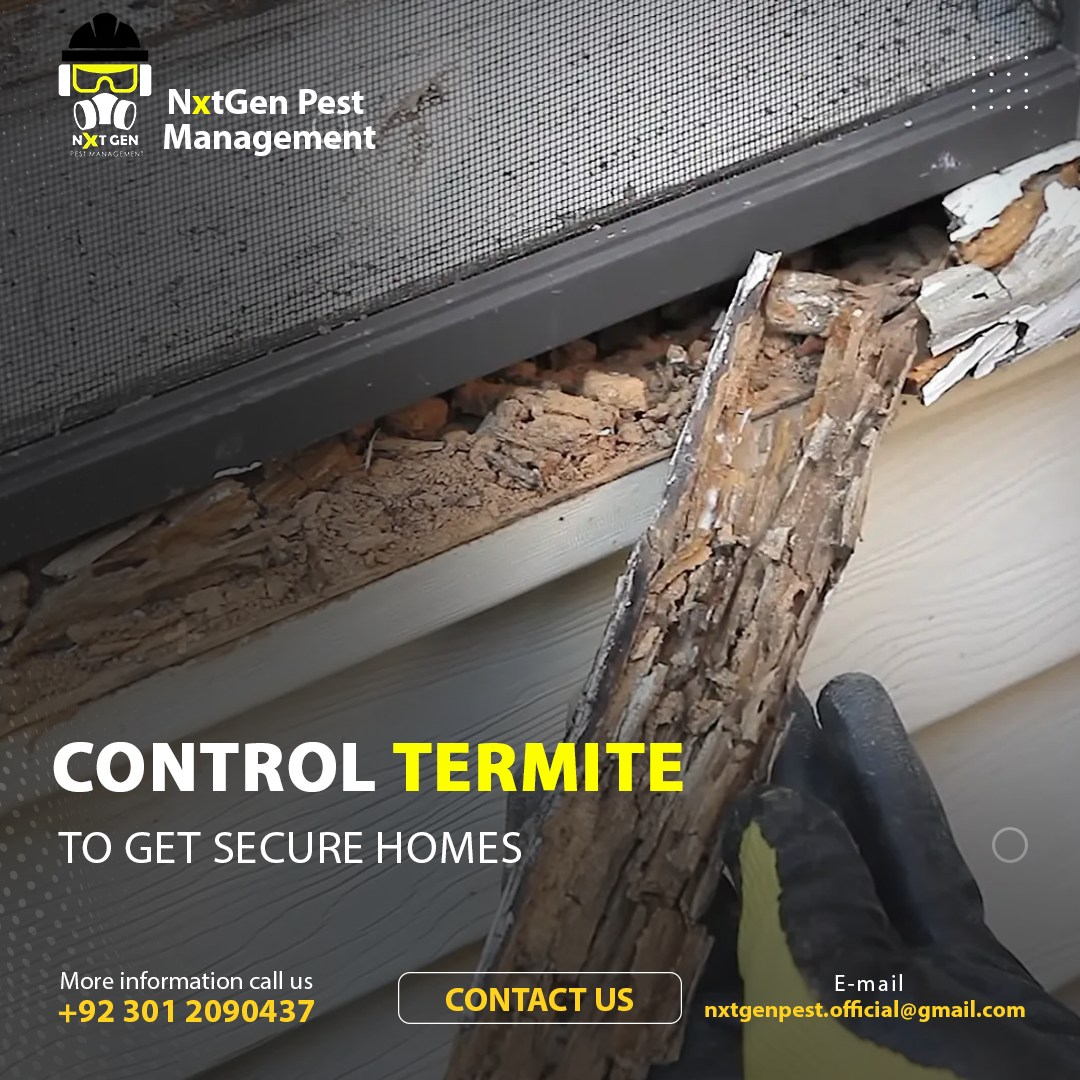 NXT GEN
PEST MANAGEMENT
NxtGen Pest
Management
CONTROL TERMITE
TO GET SECURE HOMES
More information call us
+92 301 2090437
CONTACT US
E-mail
nxtgenpest.official@gmail.com